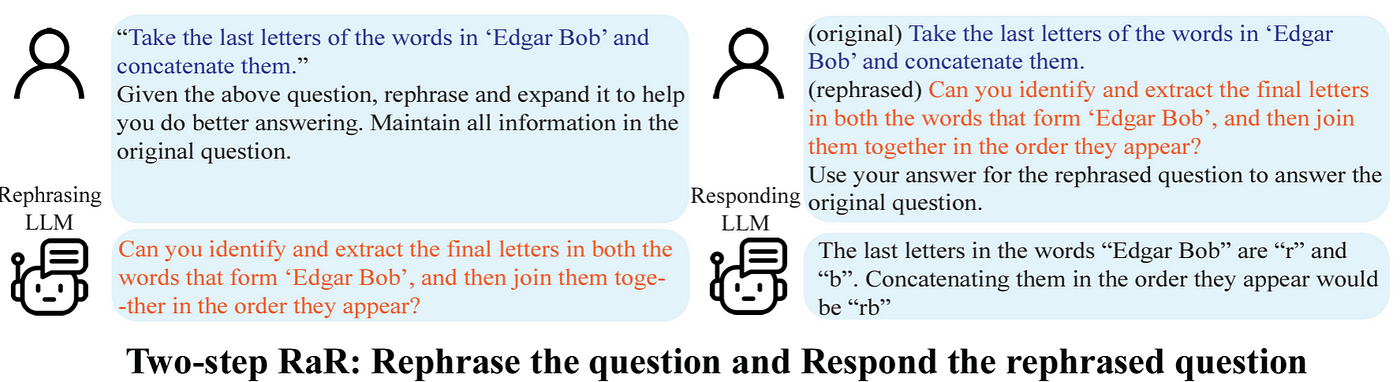 “Take the last letters of the words in ‘Edgar Bob’ and
concatenate them.”
Given the above question, rephrase and expand it to help
you do better answering. Maintain all information in the
original question.
Rephrasing
LLM
Can you identify and extract the final letters in both the
words that form ‘Edgar Bob’, and then join them toge-
-ther in the order they appear?
(original) Take the last letters of the words in ‘Edgar
Bob’ and concatenate them.
(rephrased) Can you identify and extract the final letters
in both the words that form ‘Edgar Bob’, and then join
them together in the order they appear?
Use your answer for the rephrased question to answer the
original question.
Responding
LLM
The last letters in the words “Edgar Bob” are “r” and
“b”. Concatenating them in the order they appear would
be “rb”
Two-step RaR: Rephrase the question and Respond the rephrased question